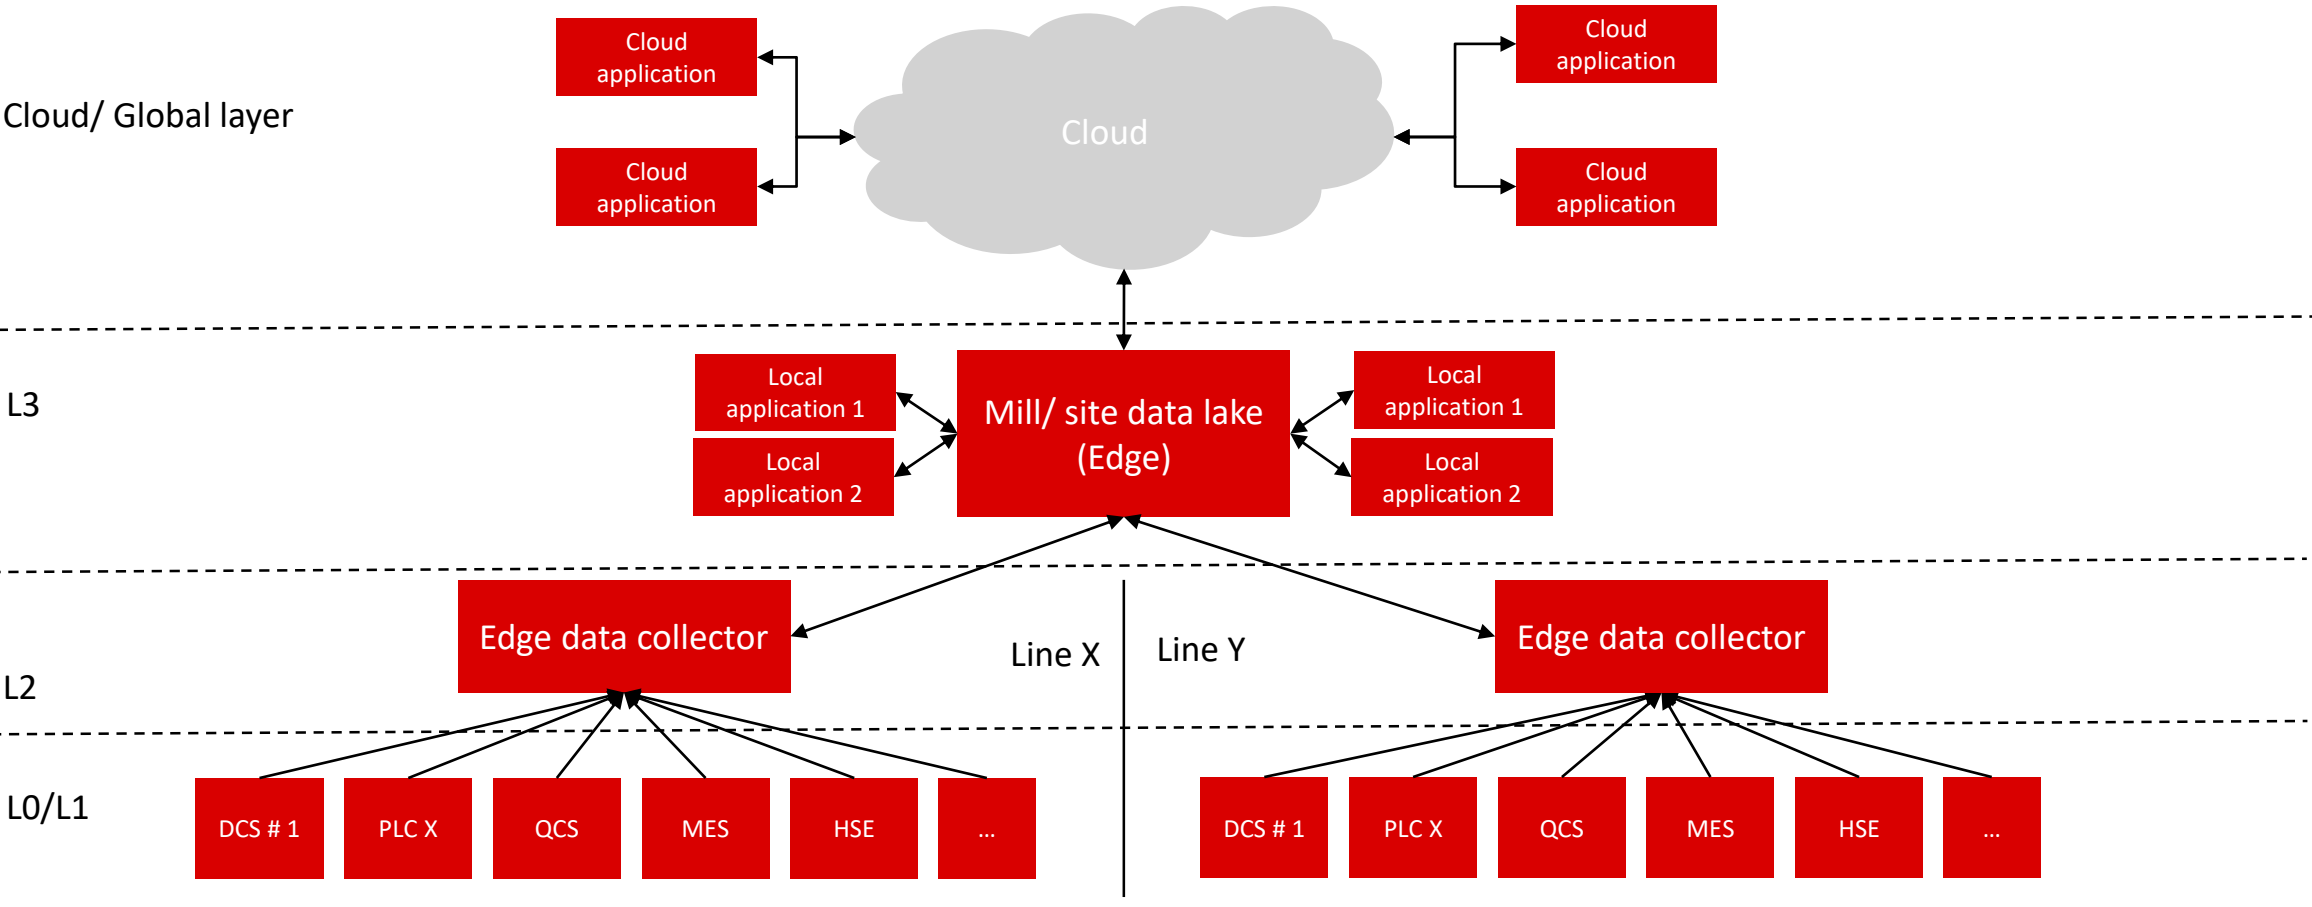 Cloud
application
Cloud
application
Cloud/ Global layer
Cloud
Cloud
application
Cloud
application
L3
Local
application 1
Mill/ site data lake
(Edge)
Local
application 1
Local
application 2
Local
application 2
Edge data collector
Line X
Line Y
Edge data collector
L2
L0/L1
DCS # 1
PLC X
QCS
MES
HSE
...
DCS # 1
PLC X
QCS
MES
HSE
...